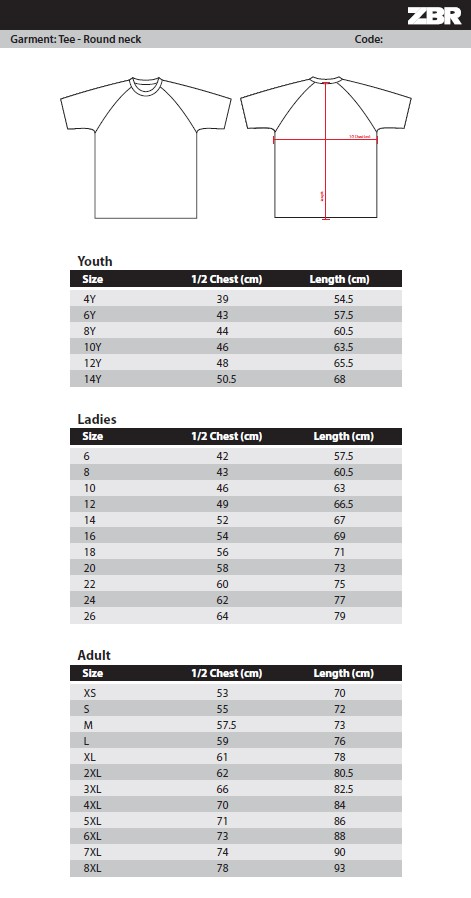 ZBR
Garment: Tee - Round neck Code:
1/2 Chest (cm)
Length
Youth
Size 1/2 Chest (cm) Length (cm)
4Y 39 54.5
6Y 43 57.5
8Y 44 60.5
10Y 46 63.5
12Y 48 65.5
14Y 50.5 68
Ladies
Size 1/2 Chest (cm) Length (cm)
6 42 57.5
8 43 60.5
10 46 63
12 49 66.5
14 52 67
16 54 69
18 56 71
20 58 73
22 60 75
24 62 77
26 64 79
Adult
Size 1/2 Chest (cm) Length (cm)
XS 53 70
S 55 72
M 57.5 73
L 59 76
XL 61 78
2XL 62 80.5
3XL 66 82.5
4XL 70 84
5XL 71 86
6XL 73 88
7XL 74 90
8XL 78 93